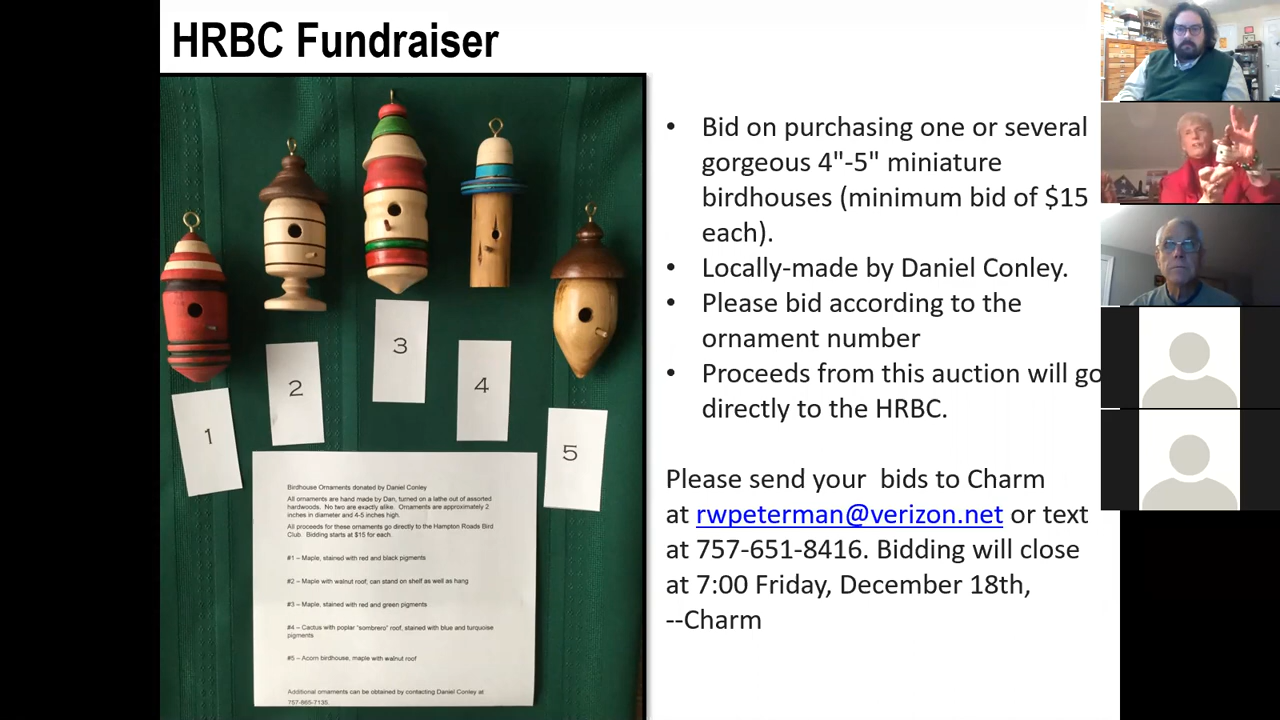 HRBC Fundraiser
1
2
3
4
5
Birdhouse Ornaments donated by Daniel Conley
All ornaments are hand made by Dan, turned on a lathe out of assorted
hardwoods. No two are exactly alike. Ornaments are approximately 2
inches in diameter and 4-5 inches high.
All proceeds for these ornaments go directly to the Hampton Roads Bird
Club. Bidding starts at $15 for each.
#1 – Maple, stained with red and black pigments
#2 – Maple with walnut roof, can stand on shelf as well as hang
#3 – Maple, stained with red and green pigments
#4 – Cactus with poplar "sombrero" roof, stained with blue and turquoise
pigments
#5 – Acorn birdhouse, maple with walnut roof
Additional ornaments can be obtained by contacting Daniel Conley at
757-865-7135.
• Bid on purchasing one or several
gorgeous 4"-5" miniature
birdhouses (minimum bid of $15
each).
• Locally-made by Daniel Conley.
• Please bid according to the
ornament number
• Proceeds from this auction will go
directly to the HRBC.
Please send your  bids to Charm
at rwpeterman@verizon.net or text
at 757-651-8416. Bidding will close
at 7:00 Friday, December 18th,
--Charm